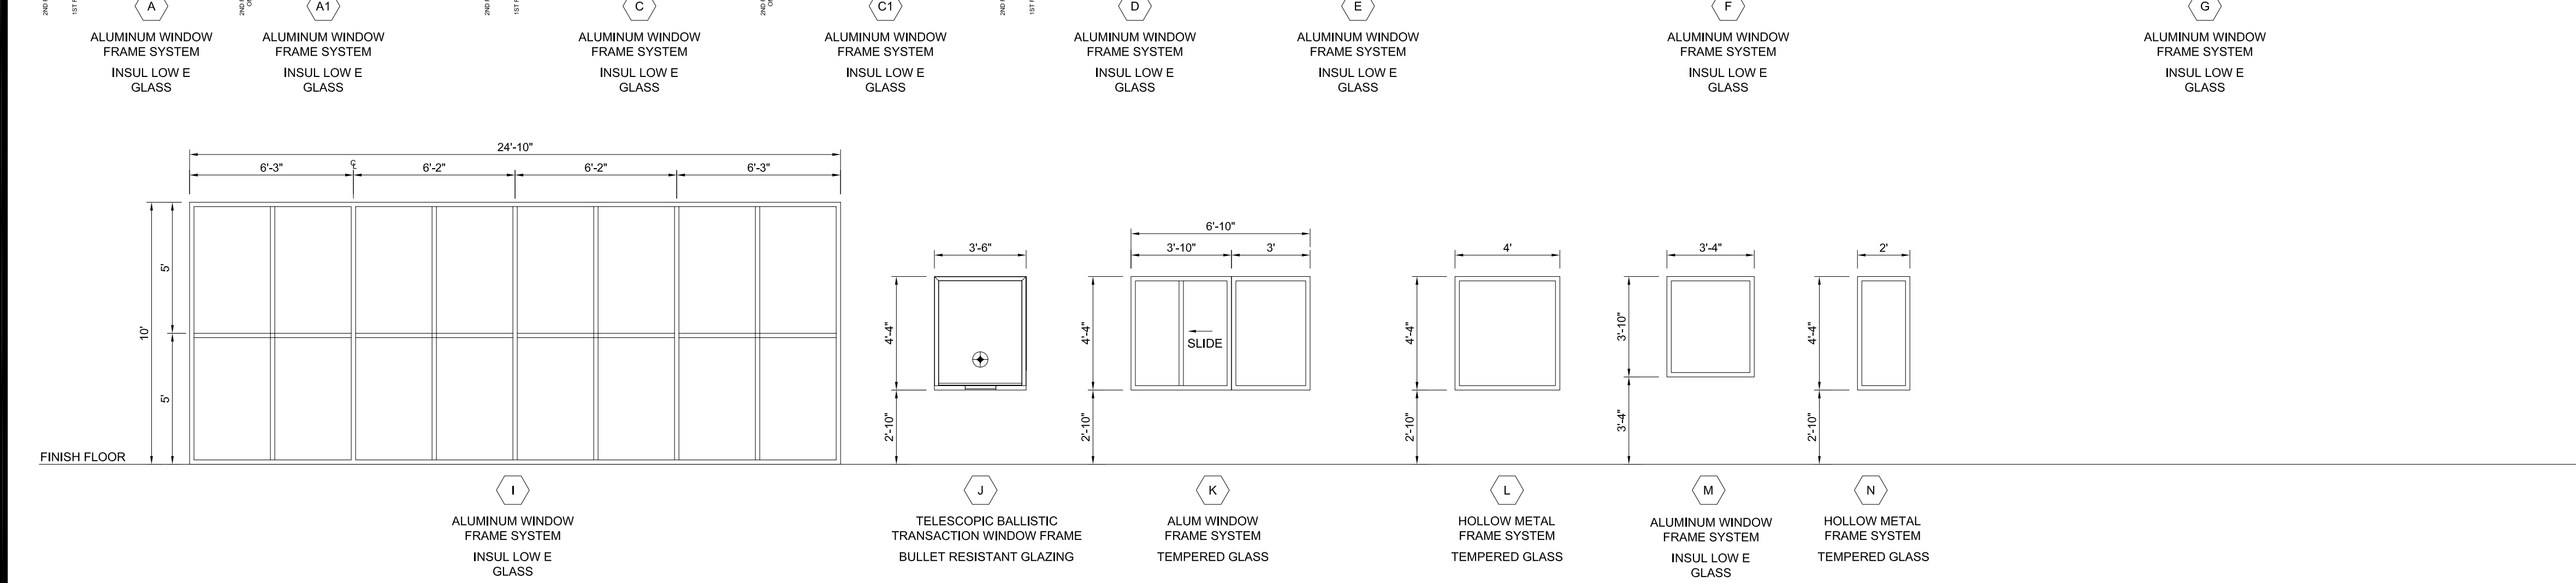 A
A1
C
C1
D
E
F
G
ALUMINUM WINDOW
FRAME SYSTEM
INSUL LOW E
GLASS
ALUMINUM WINDOW
FRAME SYSTEM
INSUL LOW E
GLASS
ALUMINUM WINDOW
FRAME SYSTEM
INSUL LOW E
GLASS
ALUMINUM WINDOW
FRAME SYSTEM
INSUL LOW E
GLASS
ALUMINUM WINDOW
FRAME SYSTEM
INSUL LOW E
GLASS
ALUMINUM WINDOW
FRAME SYSTEM
INSUL LOW E
GLASS
ALUMINUM WINDOW
FRAME SYSTEM
INSUL LOW E
GLASS
ALUMINUM WINDOW
FRAME SYSTEM
INSUL LOW E
GLASS
24'-10"
6'-3"
℄
6'-2"
6'-2"
6'-3"
10'
5'
5'
FINISH FLOOR
I
ALUMINUM WINDOW
FRAME SYSTEM
INSUL LOW E
GLASS
3'-6"
4'-4"
2'-10"
J
TELESCOPIC BALLISTIC
TRANSACTION WINDOW FRAME
BULLET RESISTANT GLAZING
6'-10"
3'-10"
3'
4'-4"
SLIDE
2'-10"
K
ALUM WINDOW
FRAME SYSTEM
TEMPERED GLASS
4'
4'-4"
2'-10"
L
HOLLOW METAL
FRAME SYSTEM
TEMPERED GLASS
3'-4"
3'-10"
3'-4"
M
ALUMINUM WINDOW
FRAME SYSTEM
INSUL LOW E
GLASS
2'
4'-4"
2'-10"
N
HOLLOW METAL
FRAME SYSTEM
TEMPERED GLASS